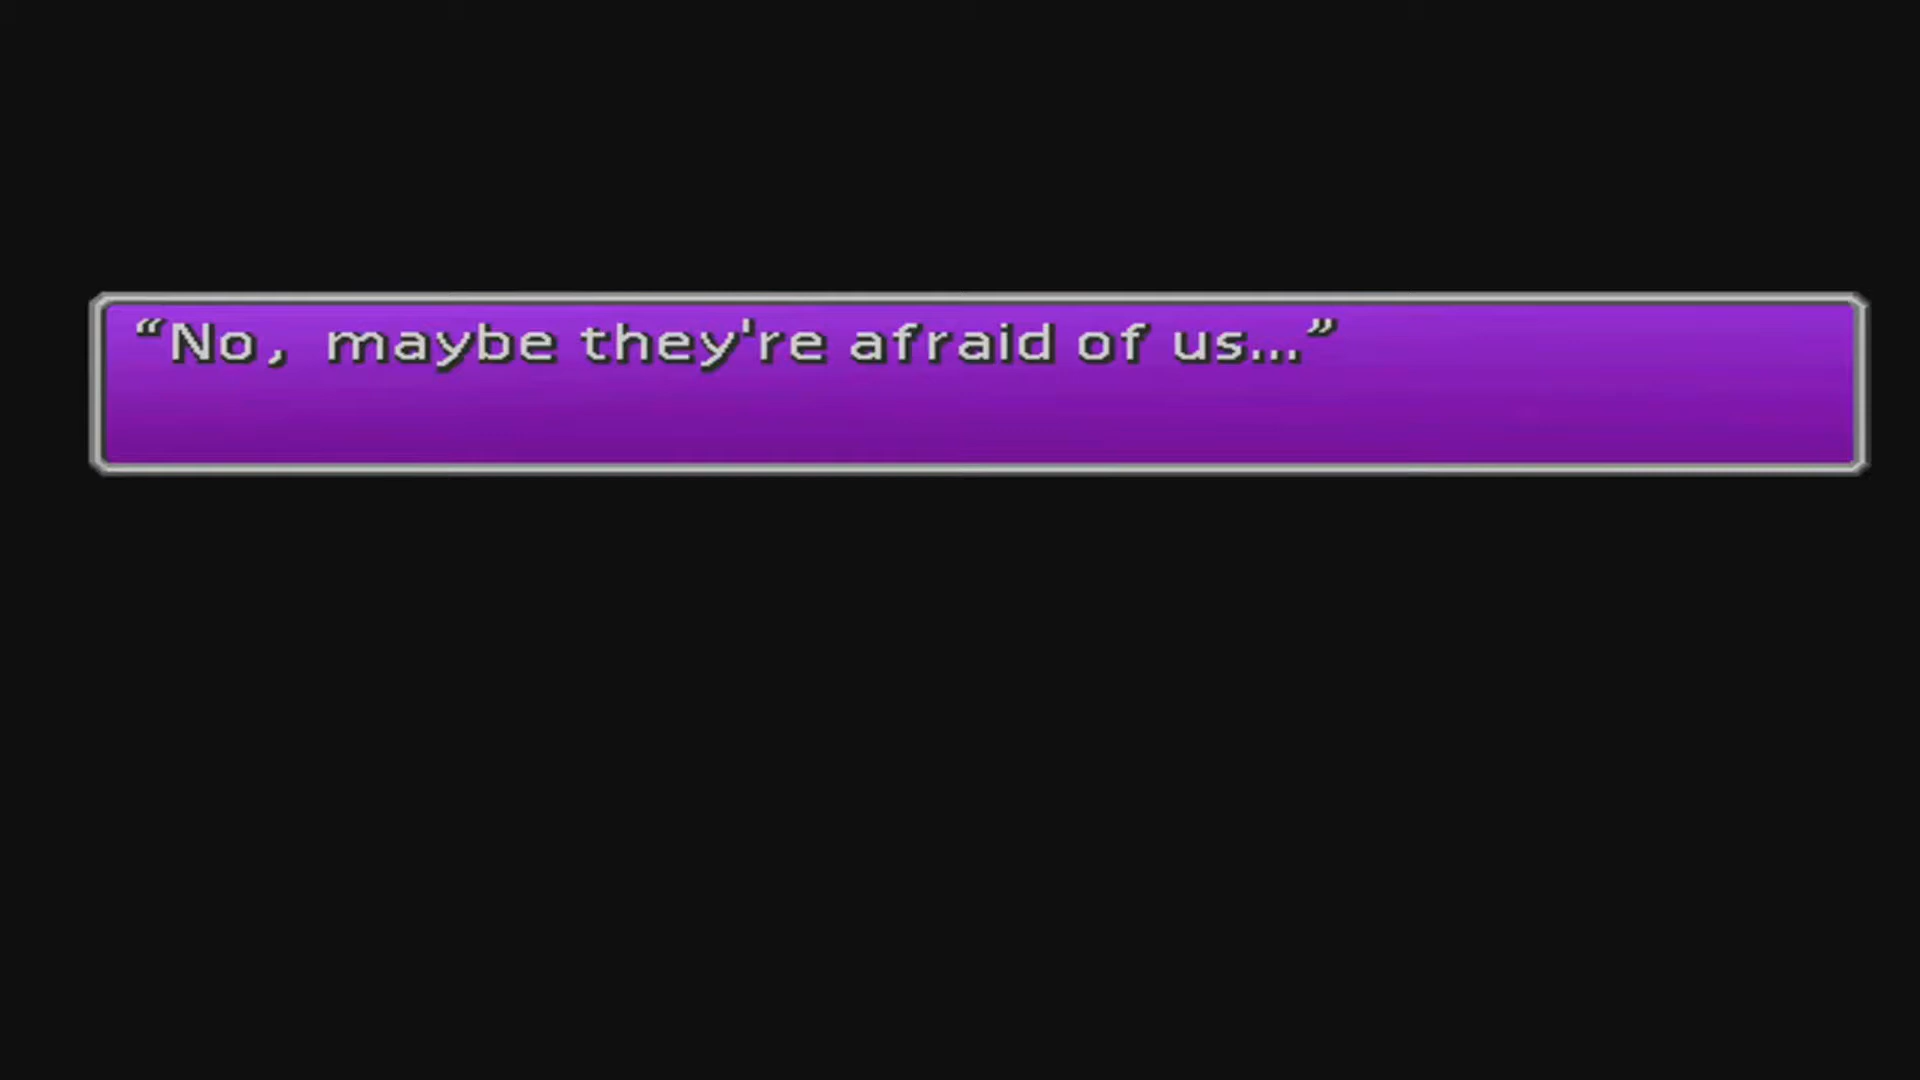 “No, maybe they're afraid of us...”